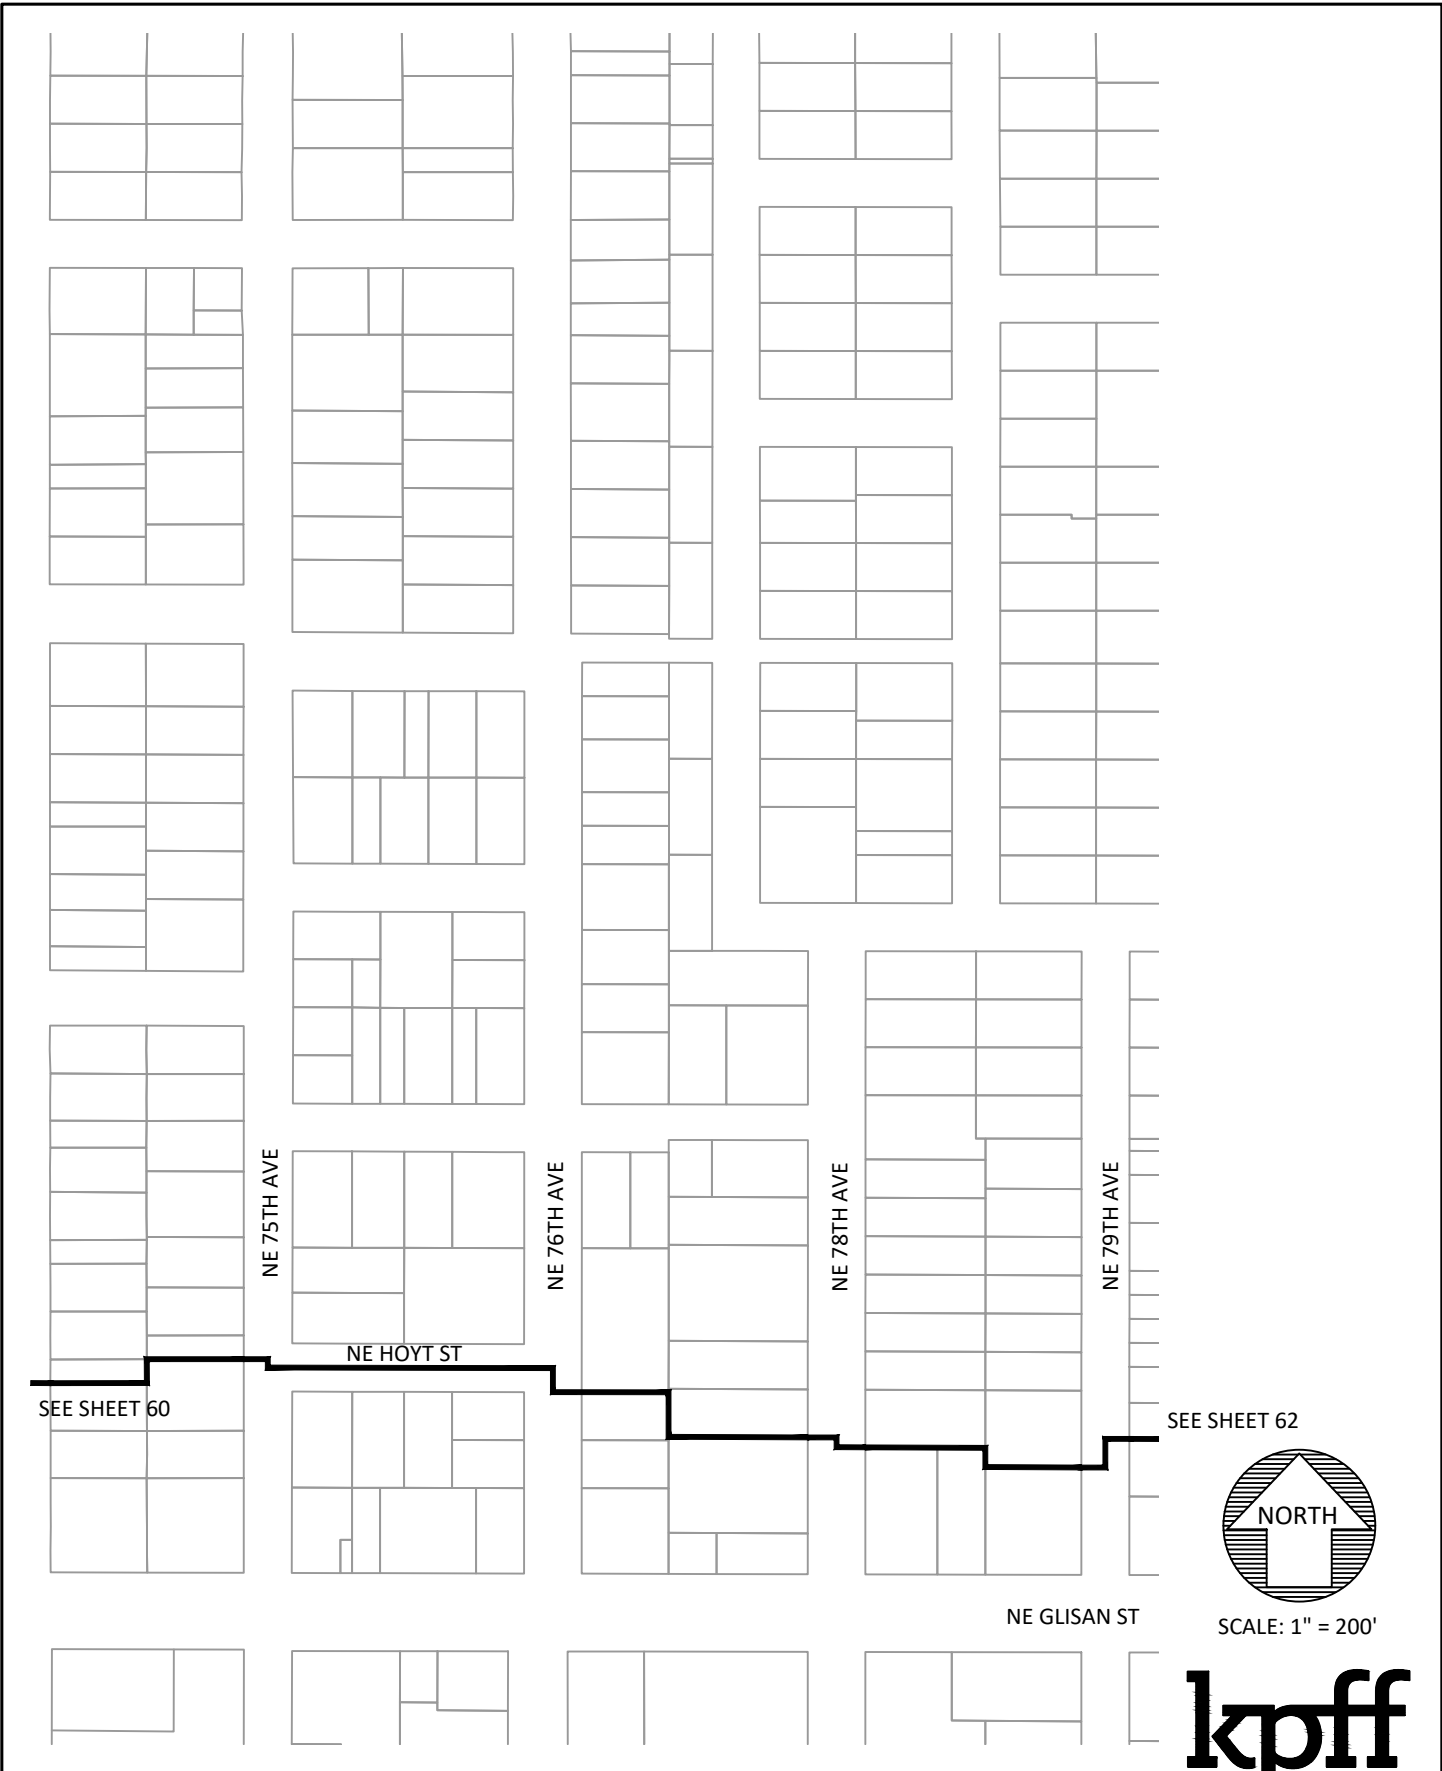 NE 75TH AVE
NE 76TH AVE
NE 78TH AVE
NE 79TH AVE
NE HOYT ST
SEE SHEET 60
SEE SHEET 62
NORTH
NE GLISAN ST
SCALE: 1" = 200'
kpff